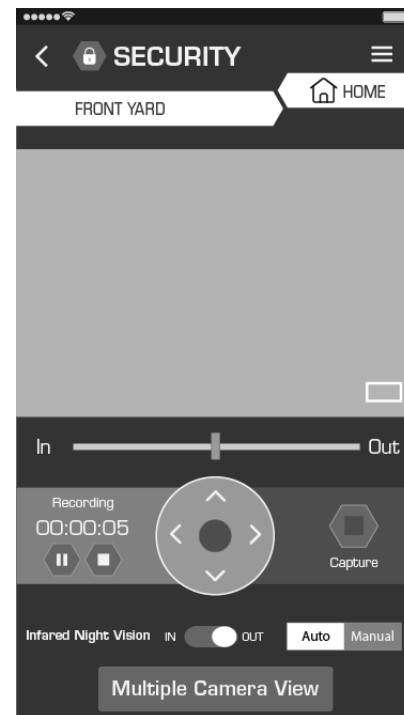 SECURITY
HOME
FRONT YARD
In Out
Recording
00:00:05
Capture
Infared Night Vision IN OUT Auto Manual
Multiple Camera View